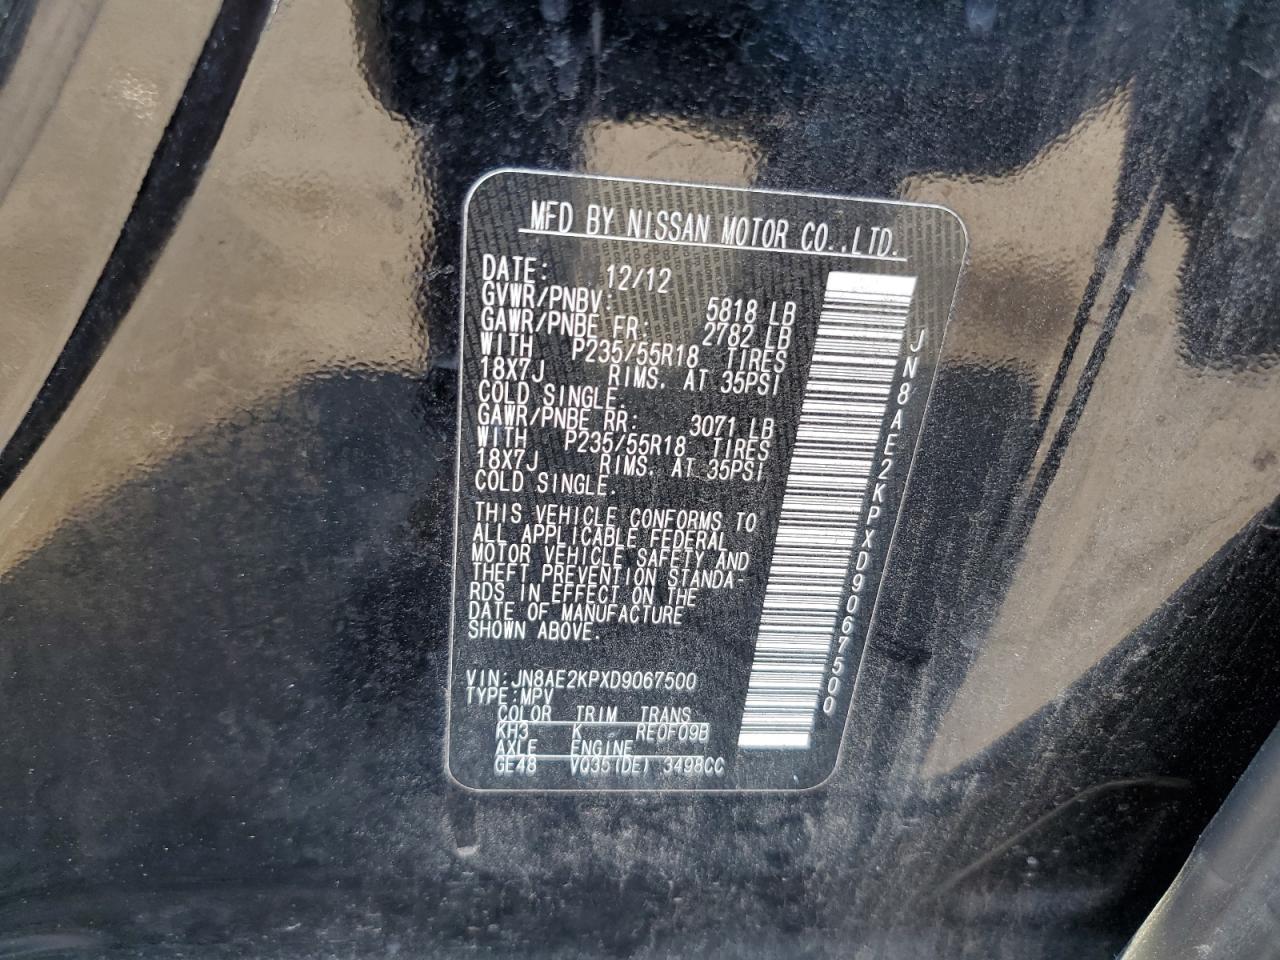 MFD BY NISSAN MOTOR CO.,LTD.
DATE: 12/12
GVWR/PNBV: 5818 LB
GAWR/PNBE FR: 2782 LB
WITH P235/55R18 TIRES
18X7J RIMS. AT 35PSI
COLD SINGLE.
GAWR/PNBE RR: 3071 LB
WITH P235/55R18 TIRES
18X7J RIMS. AT 35PSI
COLD SINGLE.
THIS VEHICLE CONFORMS TO
ALL APPLICABLE FEDERAL
MOTOR VEHICLE SAFETY AND
THEFT PREVENTION STANDA-
RDS IN EFFECT ON THE
DATE OF MANUFACTURE
SHOWN ABOVE.
VIN:JN8AE2KPXD9067500
TYPE:MPV
COLOR TRIM TRANS
KH3 K RE0F09B
AXLE ENGINE
GE48 VQ35(DE) 3498CC
JN8AE2KPXD9067500